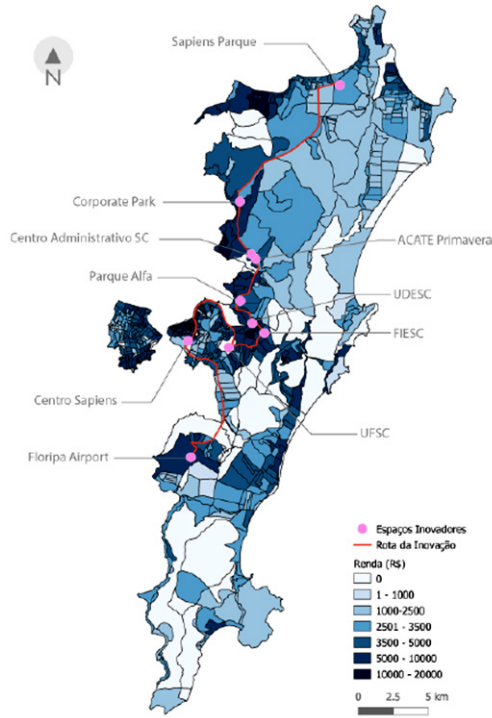 Sapiens Parque
N
Corporate Park
Centro Administrativo SC
ACATE Primavera
Parque Alfa
UDESC
FIESC
Centro Sapiens
UFSC
Floripa Airport
Espaços Inovadores
Rota da Inovação
Renda (R$)
0
1 - 1000
1000-2500
2501 - 3500
3500 - 5000
5000 - 10000
10000 - 20000
0 2.5 5 km